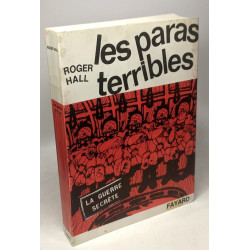 ROGER
HALL
les paras
terribles
LA GUERRE
SECRÈTE
FAYARD